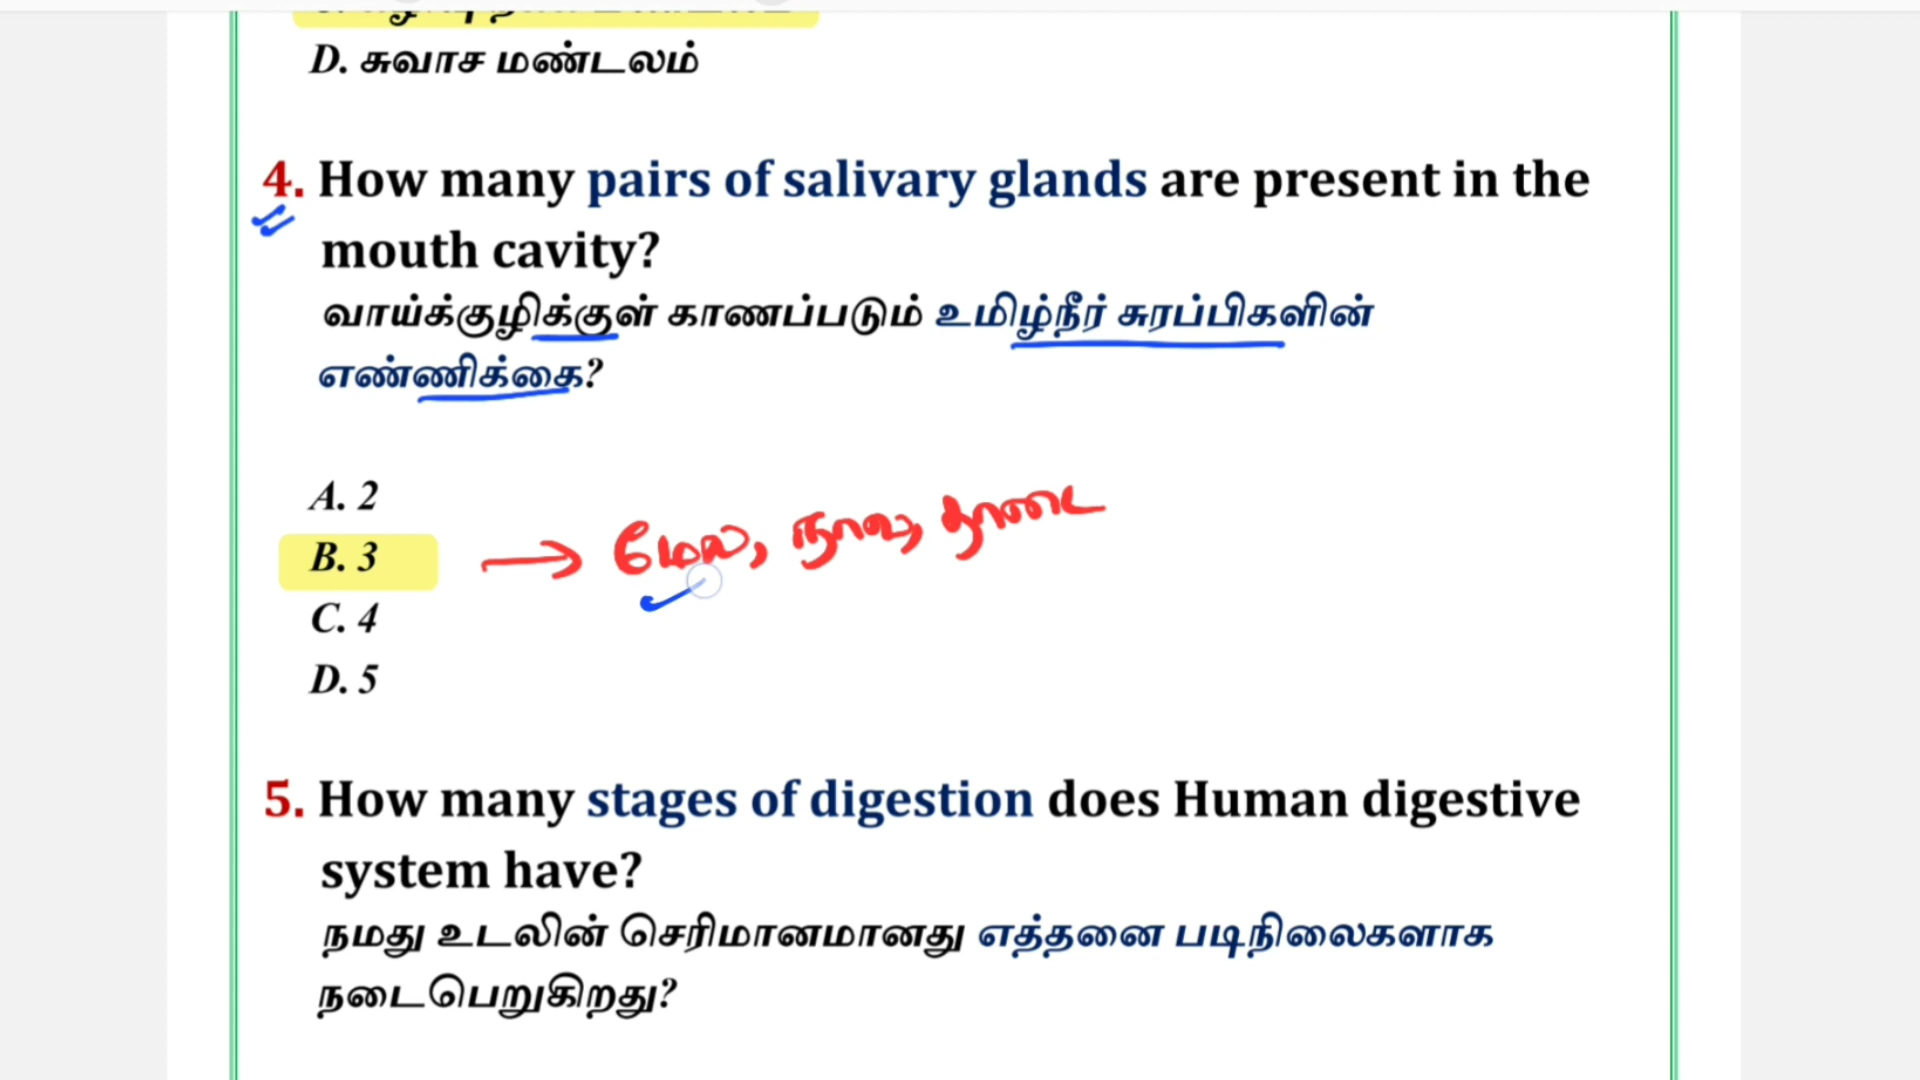 D. சுவாச மண்டலம்
4. How many pairs of salivary glands are present in the
mouth cavity?
வாய்க்குழிக்குள் காணப்படும் உமிழ்நீர் சுரப்பிகளின்
எண்ணிக்கை?
A. 2
B. 3 → மேல, நாவ, தாடை
C. 4
D. 5
5. How many stages of digestion does Human digestive
system have?
நமது உடலின் செரிமானமானது எத்தனை படிநிலைகளாக
நடைபெறுகிறது?